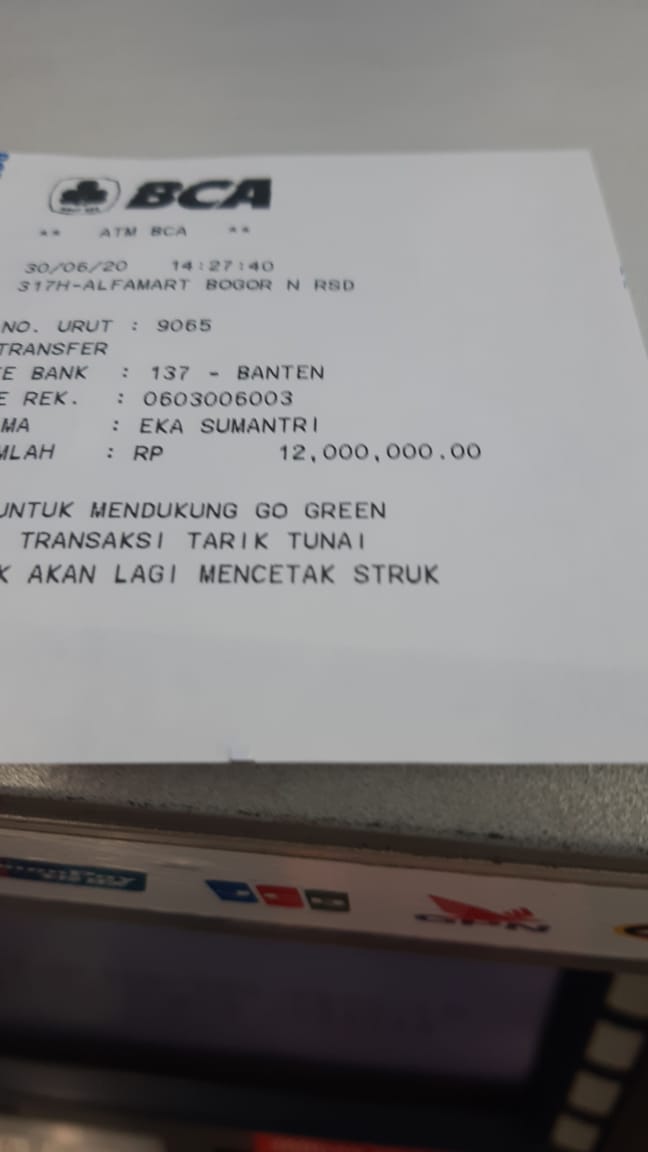 BCA
** ATM BCA **
30/06/20 14:27:40
317H-ALFAMART BOGOR N RSD
NO. URUT : 9065
TRANSFER
E BANK : 137 - BANTEN
E REK. : 0603006003
MA : EKA SUMANTRI
MLAH : RP 12,000,000.00
UNTUK MENDUKUNG GO GREEN
TRANSAKSI TARIK TUNAI
K AKAN LAGI MENCETAK STRUK
GPN